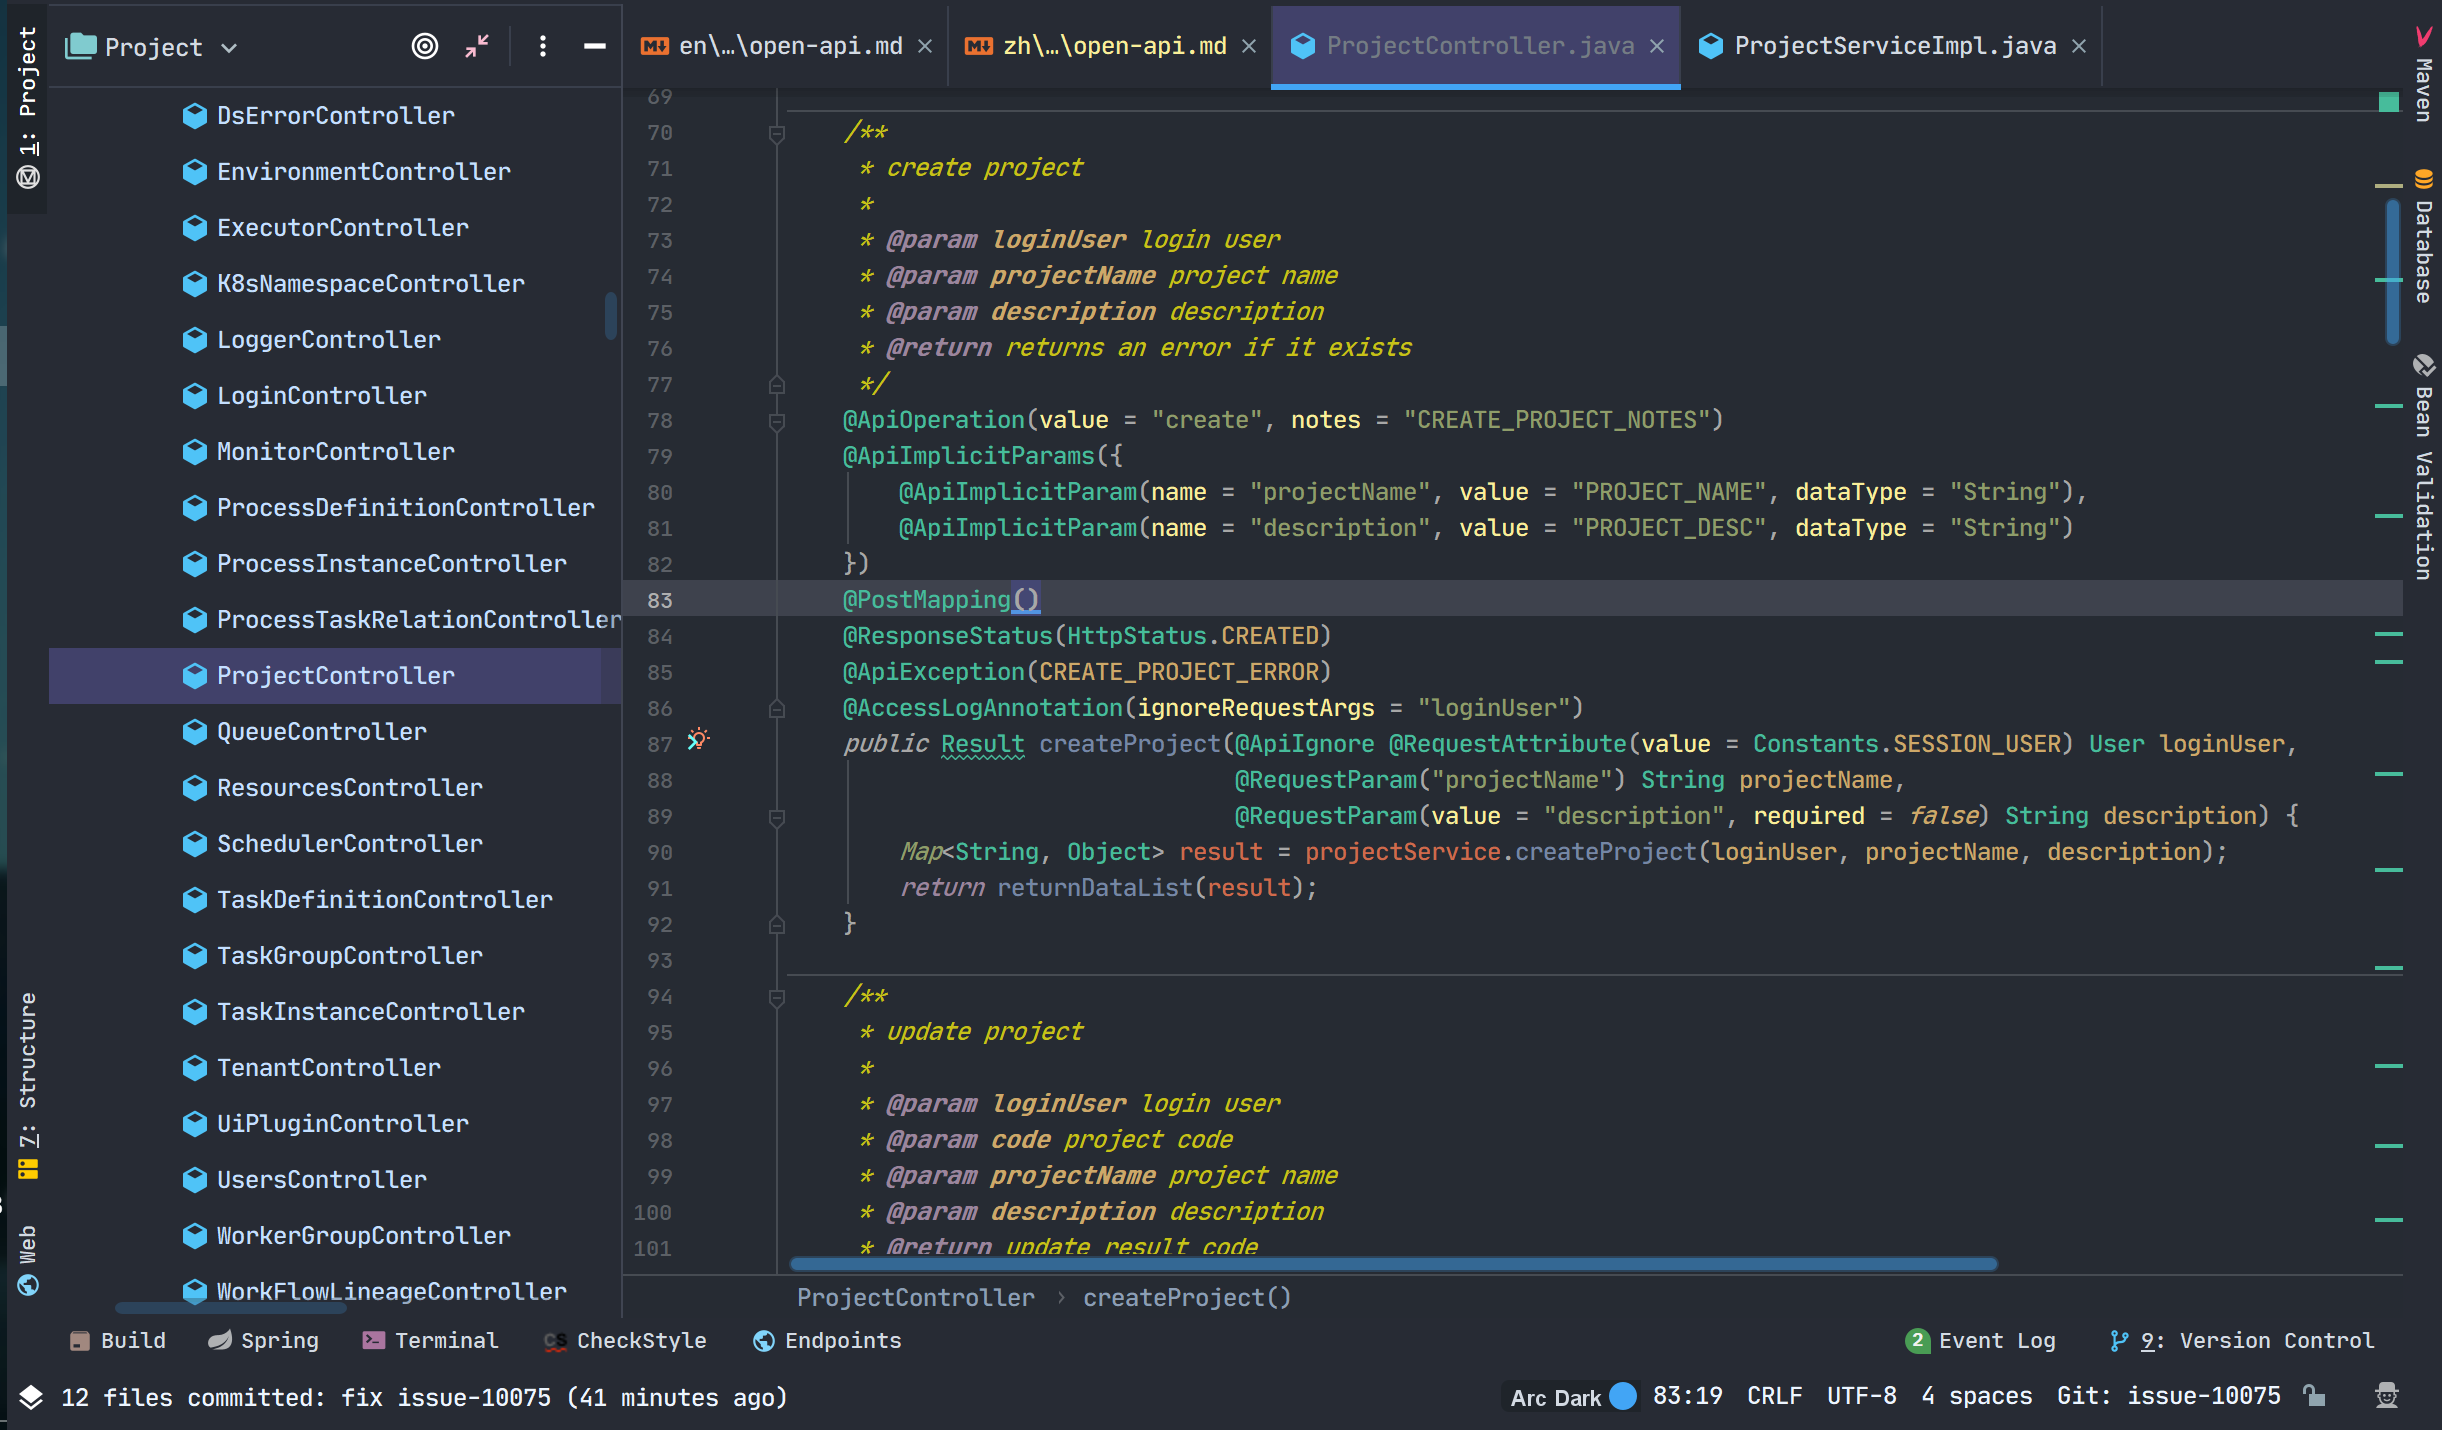 1: Project
7: Structure
Web
Project
DsErrorController
EnvironmentController
ExecutorController
K8sNamespaceController
LoggerController
LoginController
MonitorController
ProcessDefinitionController
ProcessInstanceController
ProcessTaskRelationController
ProjectController
QueueController
ResourcesController
SchedulerController
TaskDefinitionController
TaskGroupController
TaskInstanceController
TenantController
UiPluginController
UsersController
WorkerGroupController
WorkFlowLineageController
en\…\open-api.md
zh\…\open-api.md
ProjectController.java
ProjectServiceImpl.java
69
70 /**
71 * create project
72 *
73 * @param loginUser login user
74 * @param projectName project name
75 * @param description description
76 * @return returns an error if it exists
77 */
78 @ApiOperation(value = "create", notes = "CREATE_PROJECT_NOTES")
79 @ApiImplicitParams({
80 @ApiImplicitParam(name = "projectName", value = "PROJECT_NAME", dataType = "String"),
81 @ApiImplicitParam(name = "description", value = "PROJECT_DESC", dataType = "String")
82 })
83 @PostMapping()
84 @ResponseStatus(HttpStatus.CREATED)
85 @ApiException(CREATE_PROJECT_ERROR)
86 @AccessLogAnnotation(ignoreRequestArgs = "loginUser")
87 public Result createProject(@ApiIgnore @RequestAttribute(value = Constants.SESSION_USER) User loginUser,
88 @RequestParam("projectName") String projectName,
89 @RequestParam(value = "description", required = false) String description) {
90 Map<String, Object> result = projectService.createProject(loginUser, projectName, description);
91 return returnDataList(result);
92 }
93
94 /**
95 * update project
96 *
97 * @param loginUser login user
98 * @param code project code
99 * @param projectName project name
100 * @param description description
101 * @return update result code
ProjectController › createProject()
Maven
Database
Bean Validation
Build
Spring
Terminal
CS CheckStyle
Endpoints
2 Event Log
9: Version Control
12 files committed: fix issue-10075 (41 minutes ago)
Arc Dark
83:19
CRLF
UTF-8
4 spaces
Git: issue-10075